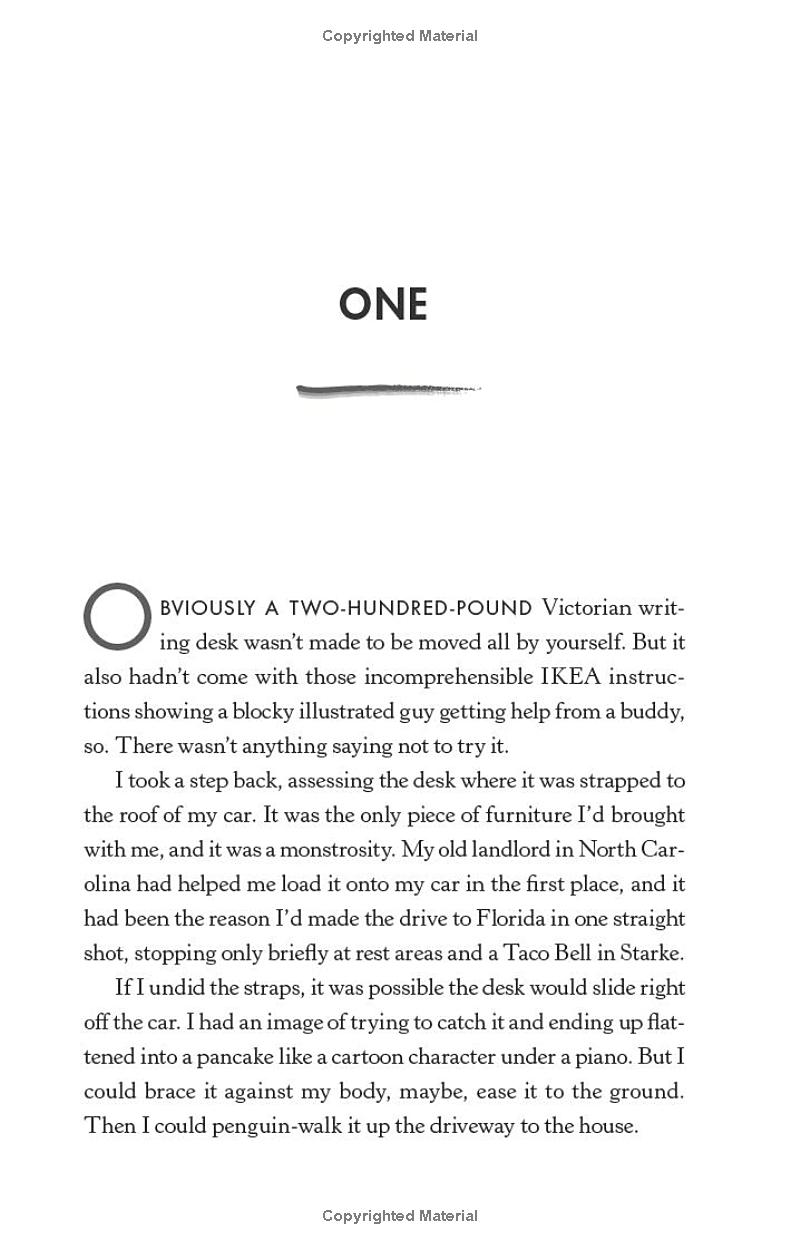 Copyrighted Material
ONE
OBVIOUSLY A TWO-HUNDRED-POUND Victorian writ-
ing desk wasn't made to be moved all by yourself. But it
also hadn't come with those incomprehensible IKEA instruc-
tions showing a blocky illustrated guy getting help from a buddy,
so. There wasn't anything saying not to try it.
I took a step back, assessing the desk where it was strapped to
the roof of my car. It was the only piece of furniture I'd brought
with me, and it was a monstrosity. My old landlord in North Car-
olina had helped me load it onto my car in the first place, and it
had been the reason I'd made the drive to Florida in one straight
shot, stopping only briefly at rest areas and a Taco Bell in Starke.
If I undid the straps, it was possible the desk would slide right
off the car. I had an image of trying to catch it and ending up flat-
tened into a pancake like a cartoon character under a piano. But I
could brace it against my body, maybe, ease it to the ground.
Then I could penguin-walk it up the driveway to the house.
Copyrighted Material